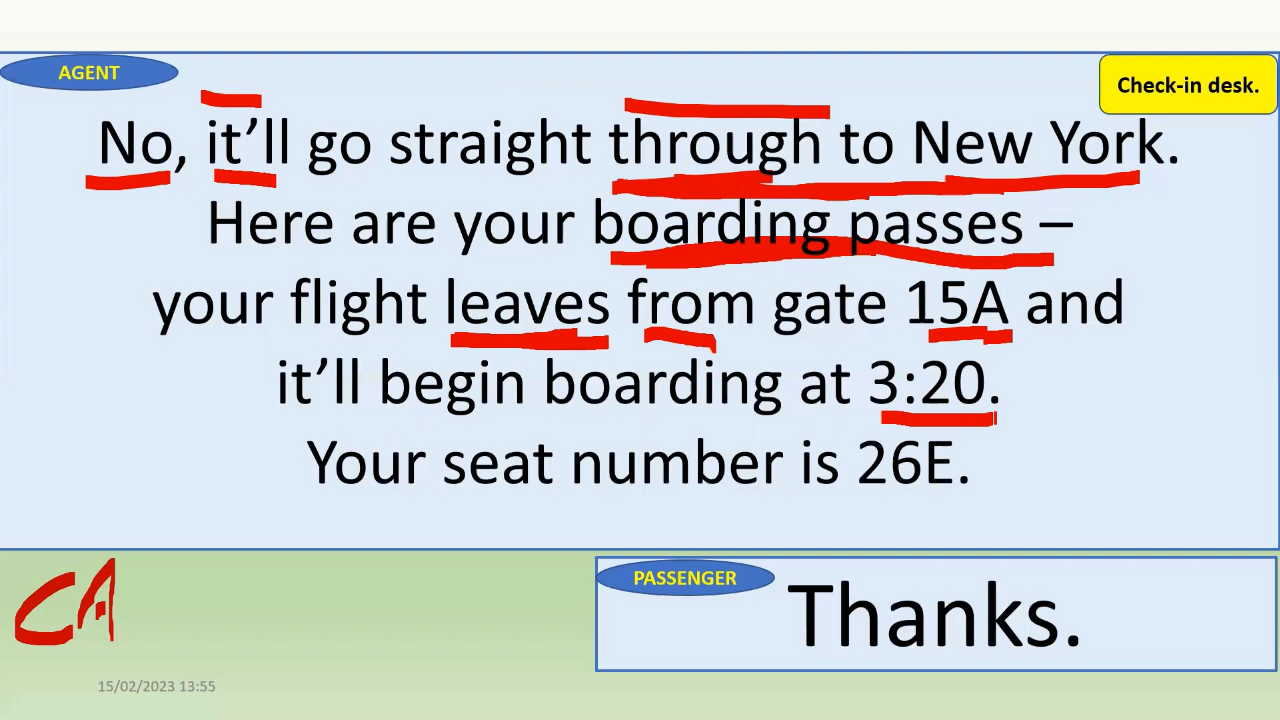 AGENT
Check-in desk.
No, it’ll go straight through to New York.
Here are your boarding passes –
your flight leaves from gate 15A and
it’ll begin boarding at 3:20.
Your seat number is 26E.
CA
PASSENGER
Thanks.
15/02/2023 13:55